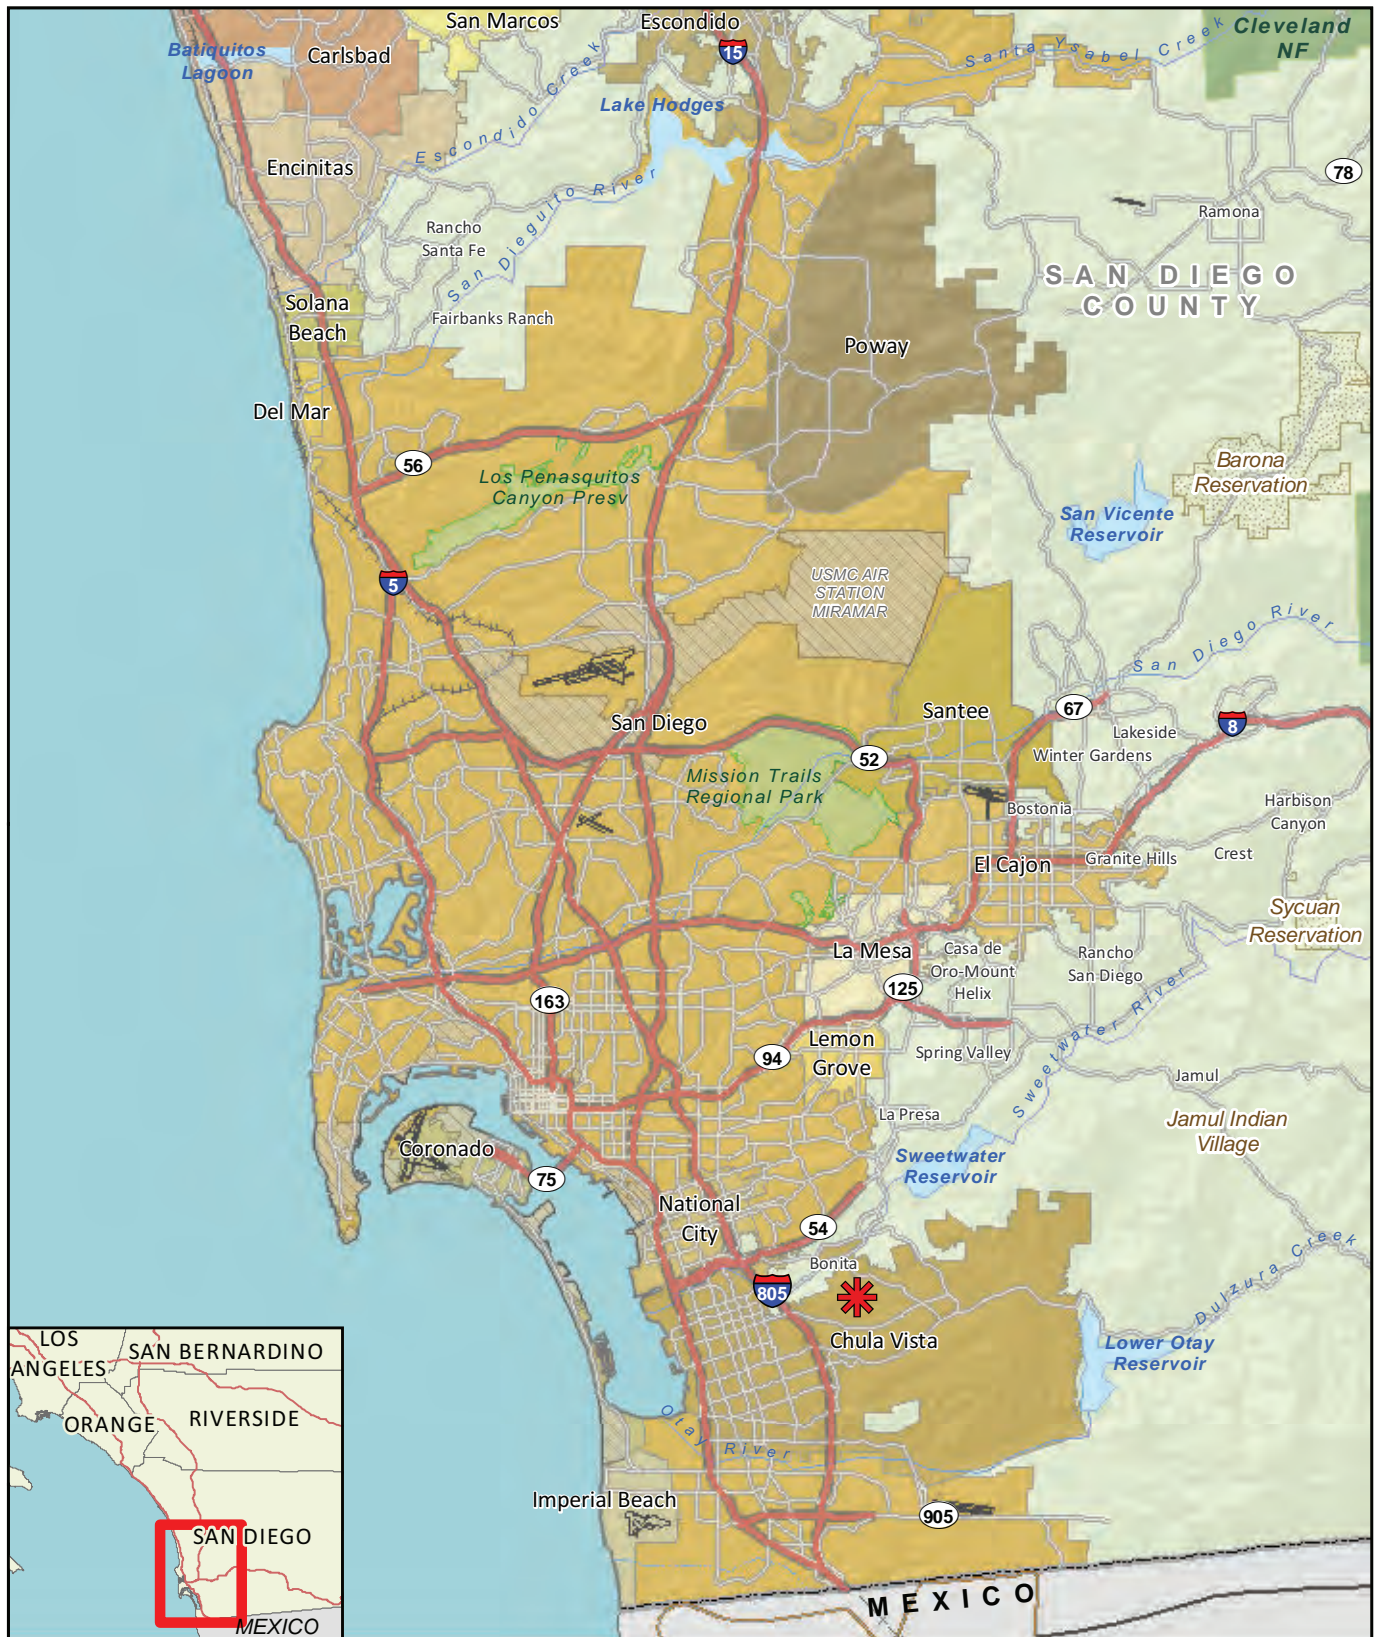 San Marcos
Escondido
Cleveland
NF
Batiquitos
Lagoon
Carlsbad
15
Santa Ysabel Creek
Escondido Creek
Lake Hodges
Encinitas
78
San Dieguito River
Ramona
Rancho
Santa Fe
SAN DIEGO
COUNTY
Solana
Beach
Fairbanks Ranch
Poway
Del Mar
56
Los Penasquitos
Canyon Presv
Barona
Reservation
San Vicente
Reservoir
5
USMC AIR
STATION
MIRAMAR
San Diego River
San Diego
Santee
67
8
Lakeside
Winter Gardens
52
Mission Trails
Regional Park
Bostonia
Harbison
Canyon
El Cajon
Granite Hills
Crest
Sycuan
Reservation
La Mesa
Casa de
Oro-Mount
Helix
Rancho
San Diego
125
163
Sweetwater River
Lemon
Grove
94
Spring Valley
Jamul
La Presa
Jamul Indian
Village
Coronado
75
Sweetwater
Reservoir
National
City
54
Bonita
805
Dulzura Creek
Chula Vista
Lower Otay
Reservoir
Otay River
Imperial Beach
905
MEXICO
LOS
ANGELES
SAN BERNARDINO
ORANGE
RIVERSIDE
SAN DIEGO
MEXICO